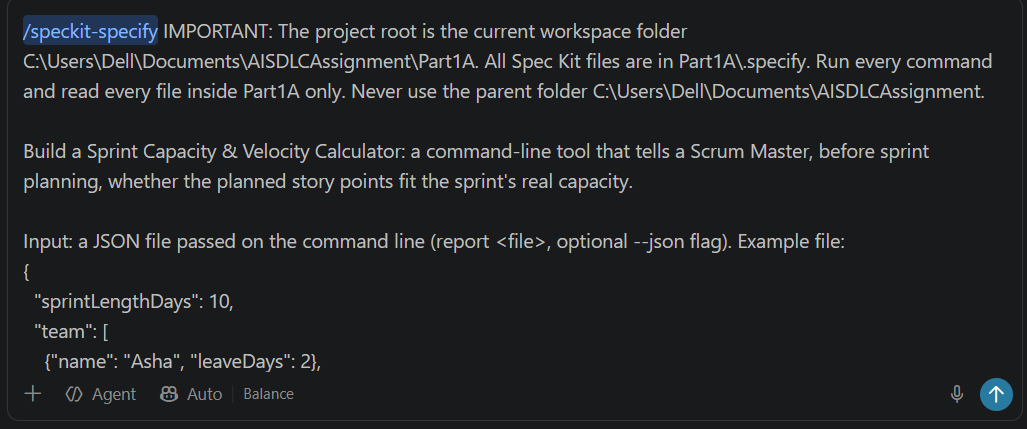 /speckit-specify IMPORTANT: The project root is the current workspace folder
C:\Users\Dell\Documents\AISDLCAssignment\Part1A. All Spec Kit files are in Part1A\.specify. Run every command
and read every file inside Part1A only. Never use the parent folder C:\Users\Dell\Documents\AISDLCAssignment.
Build a Sprint Capacity & Velocity Calculator: a command-line tool that tells a Scrum Master, before sprint
planning, whether the planned story points fit the sprint's real capacity.
Input: a JSON file passed on the command line (report <file>, optional --json flag). Example file:
{
"sprintLengthDays": 10,
"team": [
{"name": "Asha", "leaveDays": 2},
Agent Auto Balance